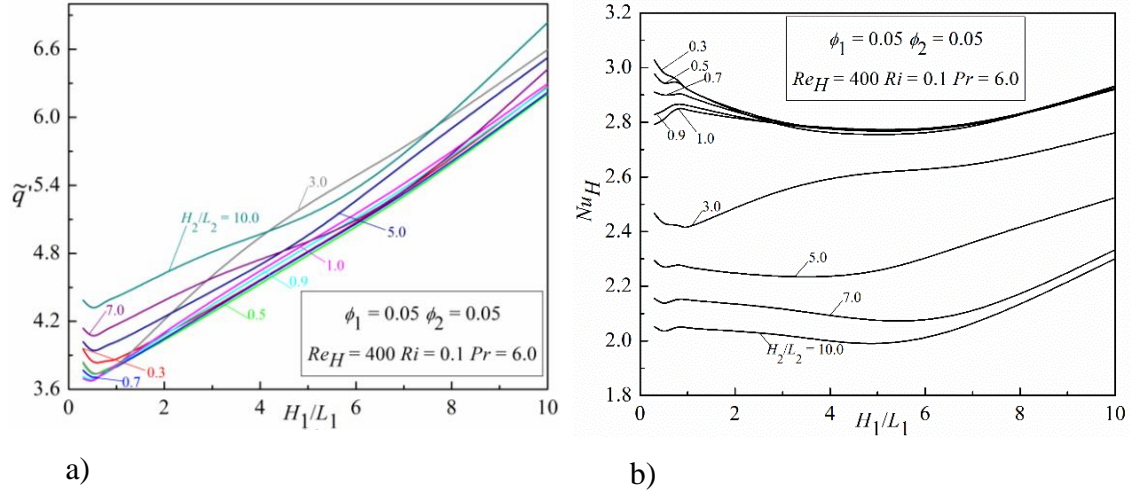 6.6
6.0
5.4
4.8
4.2
3.6
q̃'
H₂/L₂ = 10.0
3.0
5.0
1.0
0.9
0.5
7.0
0.3
0.7
ϕ₁ = 0.05 ϕ₂ = 0.05
Re_H = 400 Ri = 0.1 Pr = 6.0
0 2 4 6 8 10
H₁/L₁
a)
3.2
3.0
2.8
2.6
2.4
2.2
2.0
1.8
Nu_H
0.3
0.5
0.7
0.9
1.0
3.0
5.0
7.0
H₂/L₂ = 10.0
ϕ₁ = 0.05 ϕ₂ = 0.05
Re_H = 400 Ri = 0.1 Pr = 6.0
0 2 4 6 8 10
H₁/L₁
b)